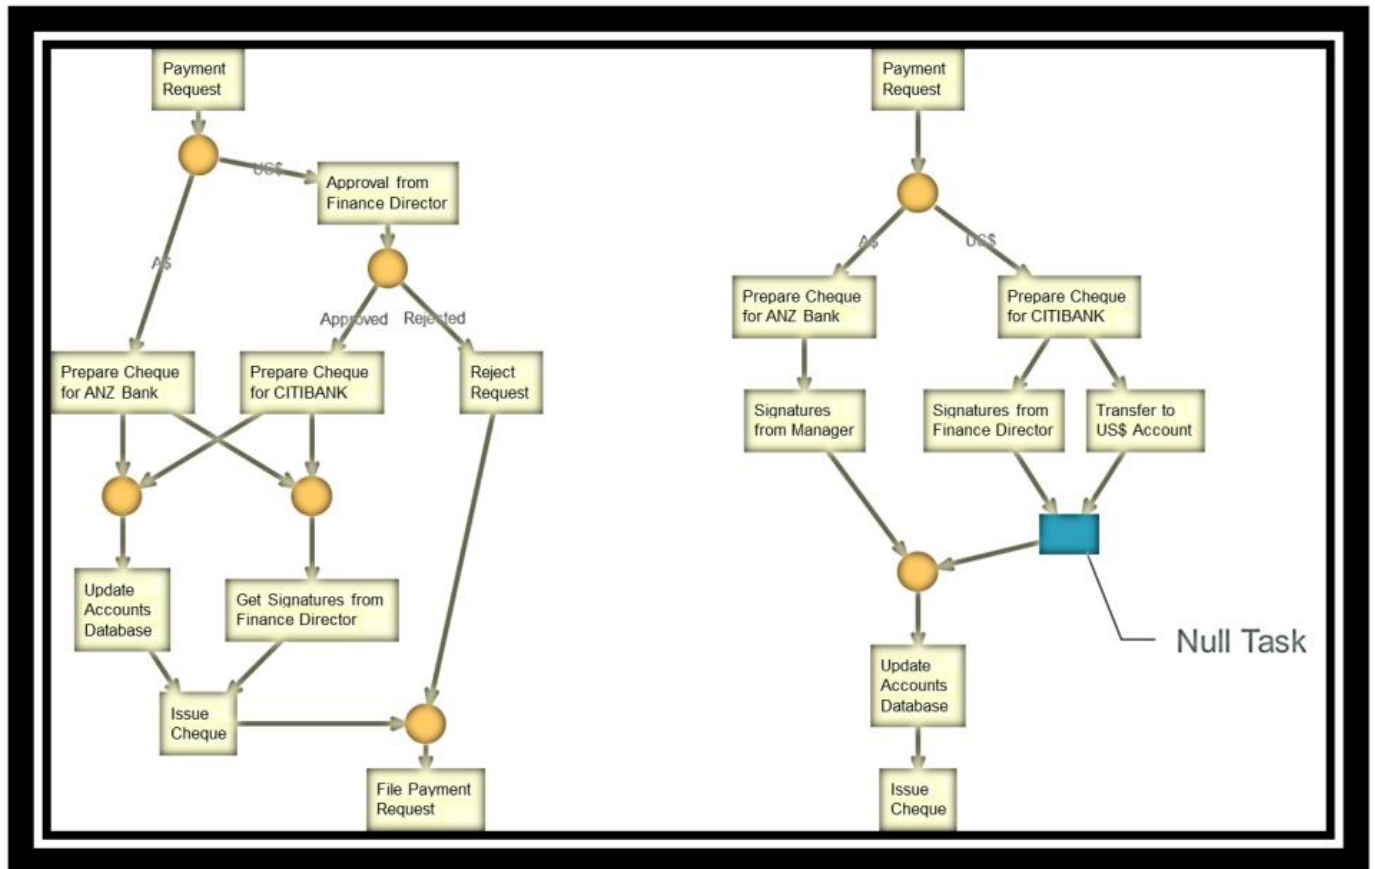 Payment
Request
US$
Approval from
Finance Director
A$
Approved
Rejected
Prepare Cheque
for ANZ Bank
Prepare Cheque
for CITIBANK
Reject
Request
Update
Accounts
Database
Get Signatures from
Finance Director
Issue
Cheque
File Payment
Request
Payment
Request
A$
US$
Prepare Cheque
for ANZ Bank
Prepare Cheque
for CITIBANK
Signatures
from Manager
Signatures from
Finance Director
Transfer to
US$ Account
Null Task
Update
Accounts
Database
Issue
Cheque